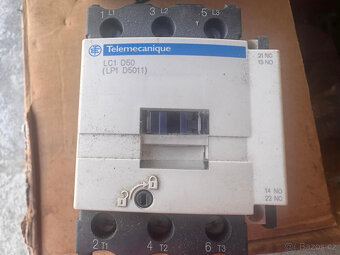 1 L1 3 L2 5 L3
Telemecanique
LC1 D50
(LP1 D5011)
21 NC
13 NO
14 NO
22 NC
2 T1 4 T2 6 T3